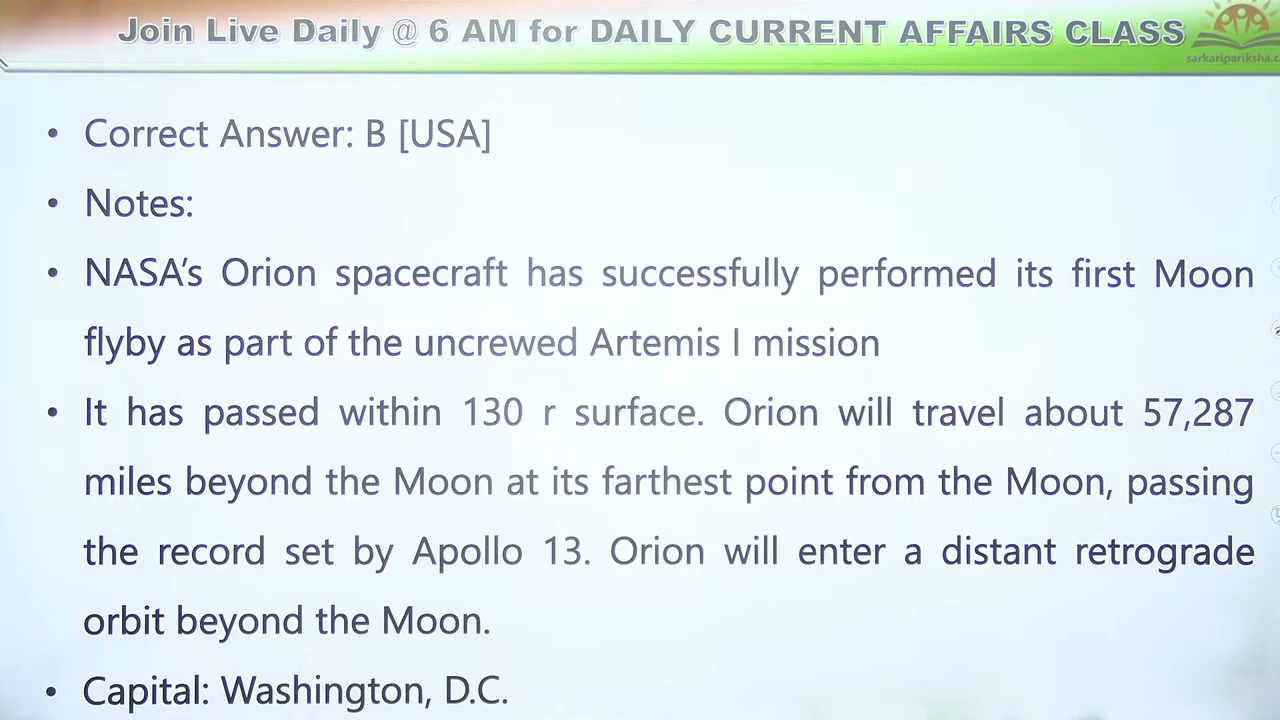 Join Live Daily @ 6 AM for DAILY CURRENT AFFAIRS CLASS
sarkaripariksha.c
• Correct Answer: B [USA]
• Notes:
• NASA's Orion spacecraft has successfully performed its first Moon
flyby as part of the uncrewed Artemis I mission
• It has passed within 130 r surface. Orion will travel about 57,287
miles beyond the Moon at its farthest point from the Moon, passing
the record set by Apollo 13. Orion will enter a distant retrograde
orbit beyond the Moon.
• Capital: Washington, D.C.